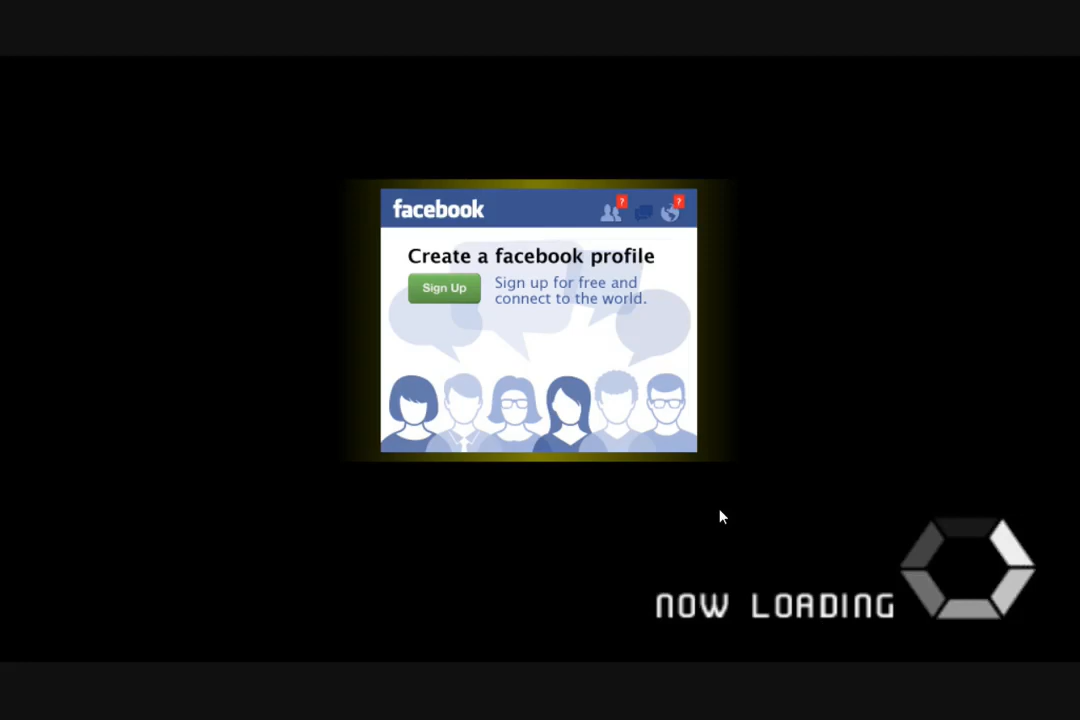 facebook
? ?
Create a facebook profile
Sign Up
Sign up for free and
connect to the world.
NOW LOADING